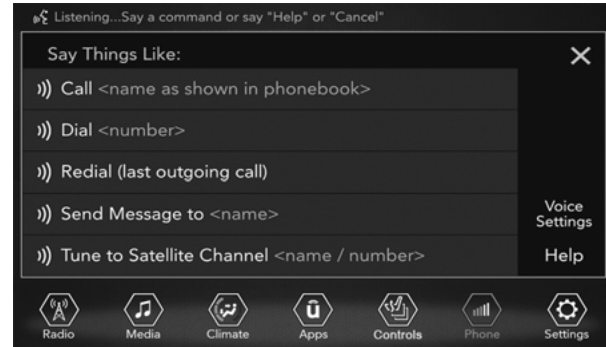 Listening...Say a command or say "Help" or "Cancel"
Say Things Like:
Call <name as shown in phonebook>
Dial <number>
Redial (last outgoing call)
Send Message to <name>
Tune to Satellite Channel <name / number>
Voice
Settings
Help
Radio Media Climate Apps Controls Phone Settings